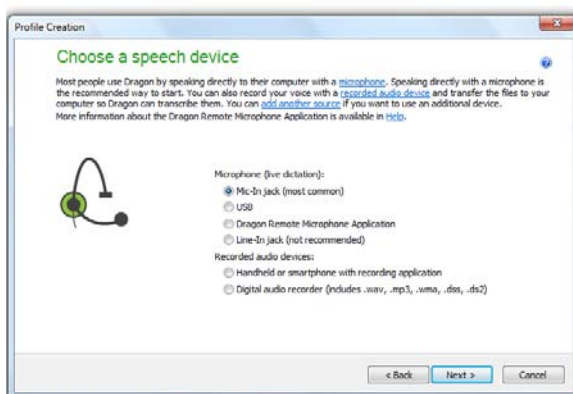 Profile Creation
Choose a speech device
Most people use Dragon by speaking directly to their computer with a microphone. Speaking directly with a microphone is
the recommended way to start. You can also record your voice with a recorded audio device and transfer the files to your
computer so Dragon can transcribe them. You can add another source if you want to use an additional device.
More information about the Dragon Remote Microphone Application is available in Help.
Microphone (live dictation):
Mic-In jack (most common)
USB
Dragon Remote Microphone Application
Line-In jack (not recommended)
Recorded audio devices:
Handheld or smartphone with recording application
Digital audio recorder (includes .wav, .mp3, .wma, .dss, .ds2)
< Back
Next >
Cancel